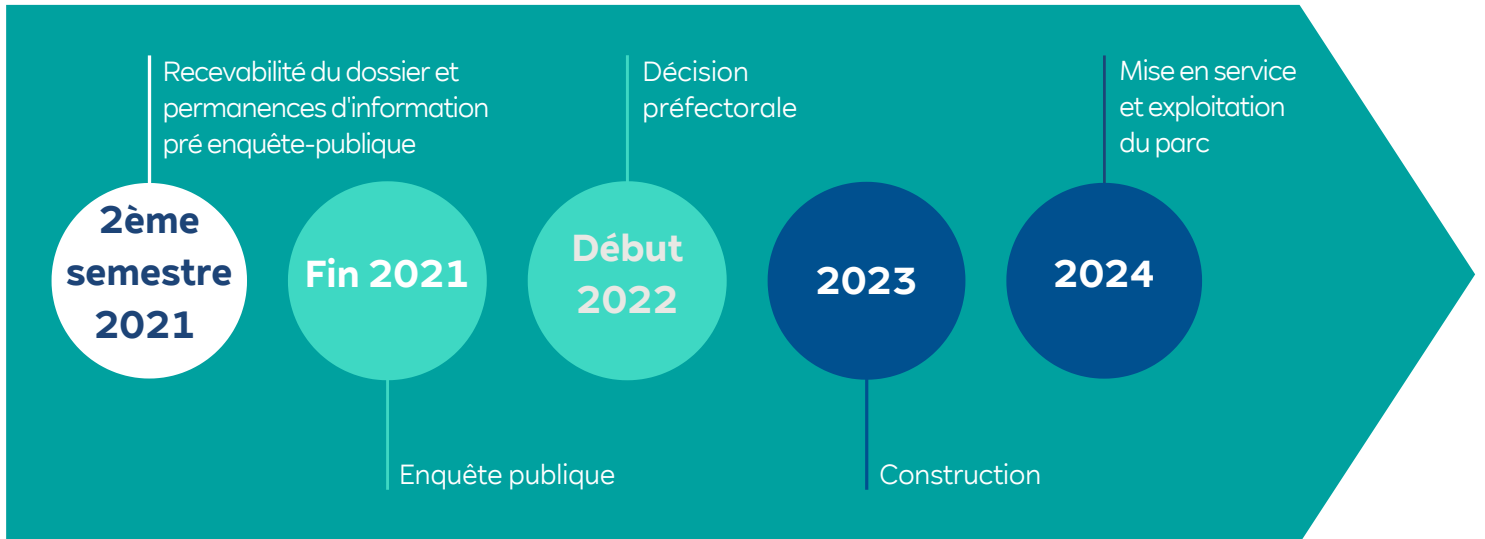 Recevabilité du dossier et
permanences d'information
pré enquête-publique
2ème
semestre
2021
Fin 2021
Enquête publique
Décision
préfectorale
Début
2022
2023
Construction
Mise en service
et exploitation
du parc
2024